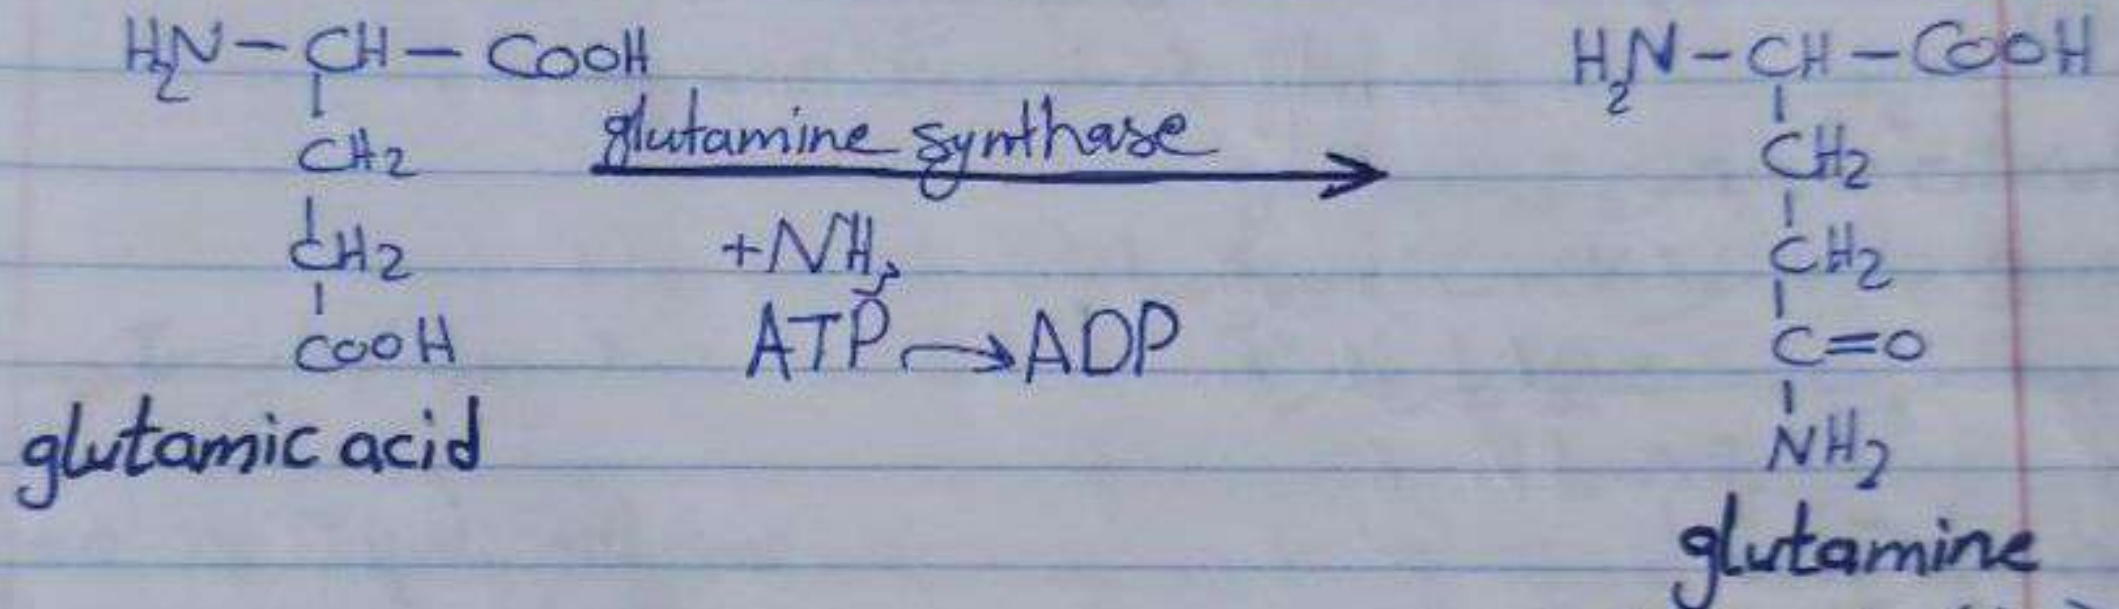 H2N-CH-COOH
CH2
CH2
COOH
glutamic acid
glutamine synthase
+NH3
ATP→ADP
H2N-CH-COOH
CH2
CH2
C=O
NH2
glutamine